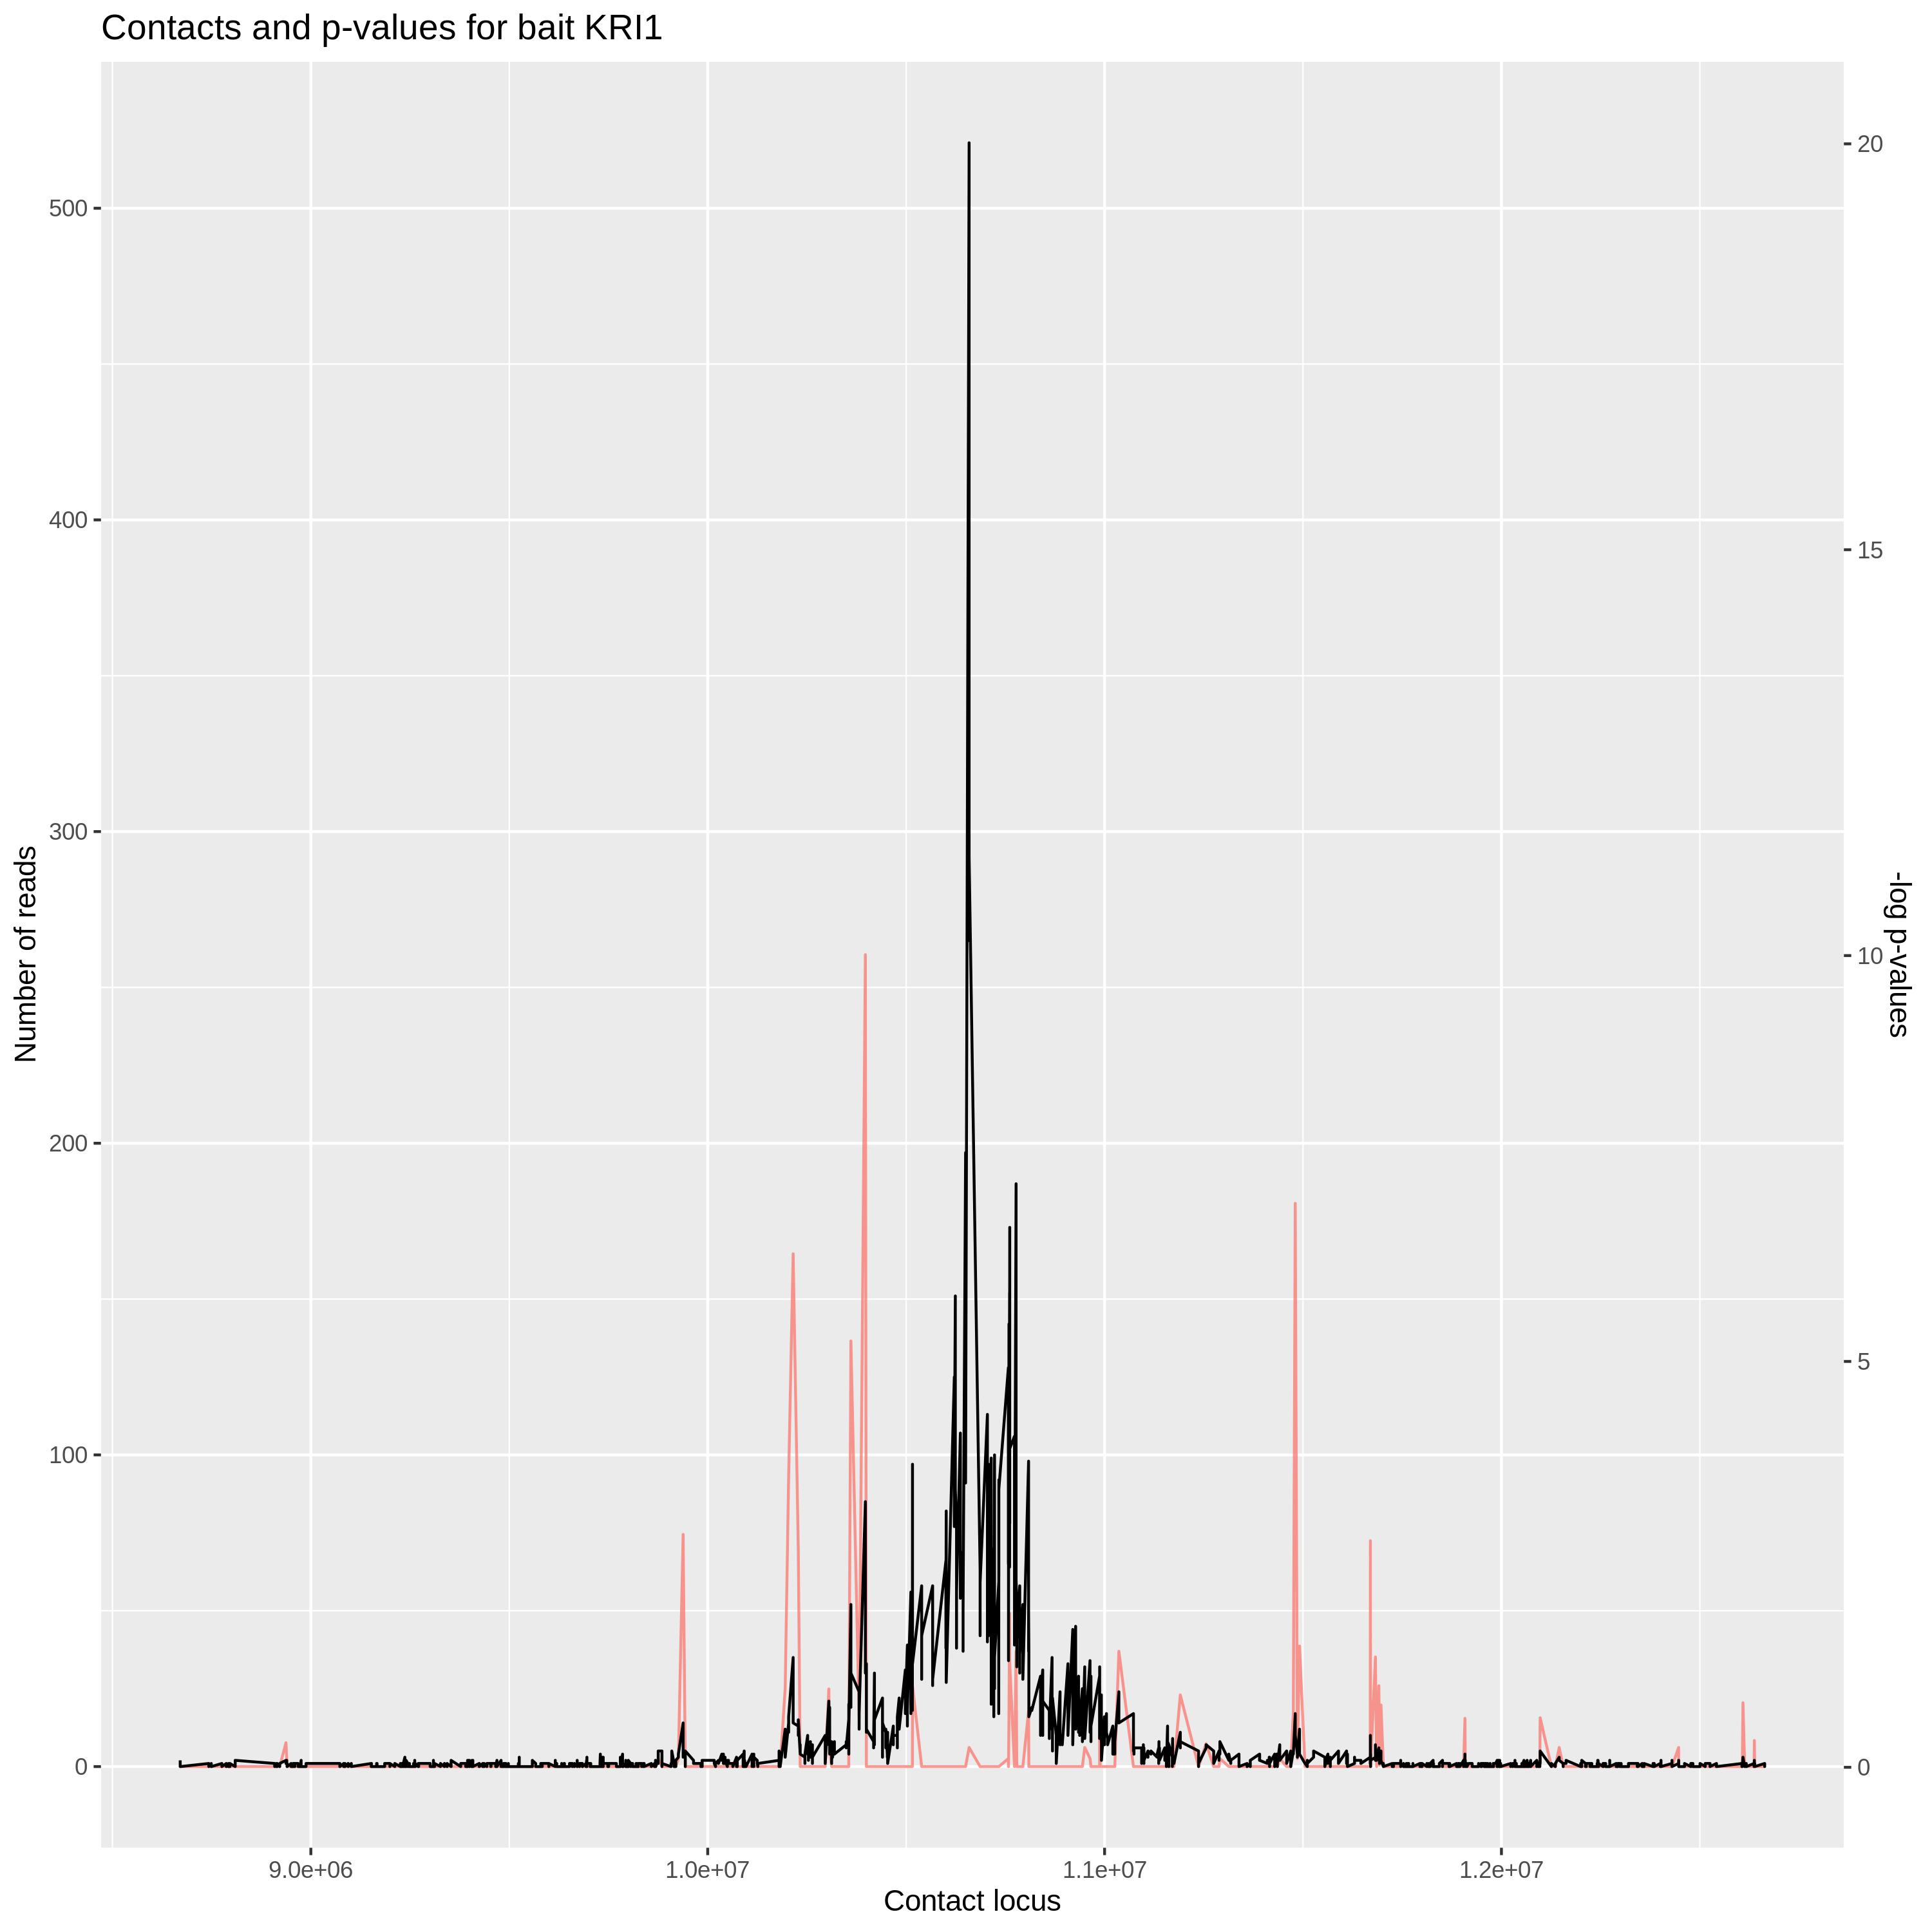 Contacts and p-values for bait KRI1
500
400
300
200
100
0
Number of reads
20
15
10
5
0
-log p-values
9.0e+06 1.0e+07 1.1e+07 1.2e+07
Contact locus